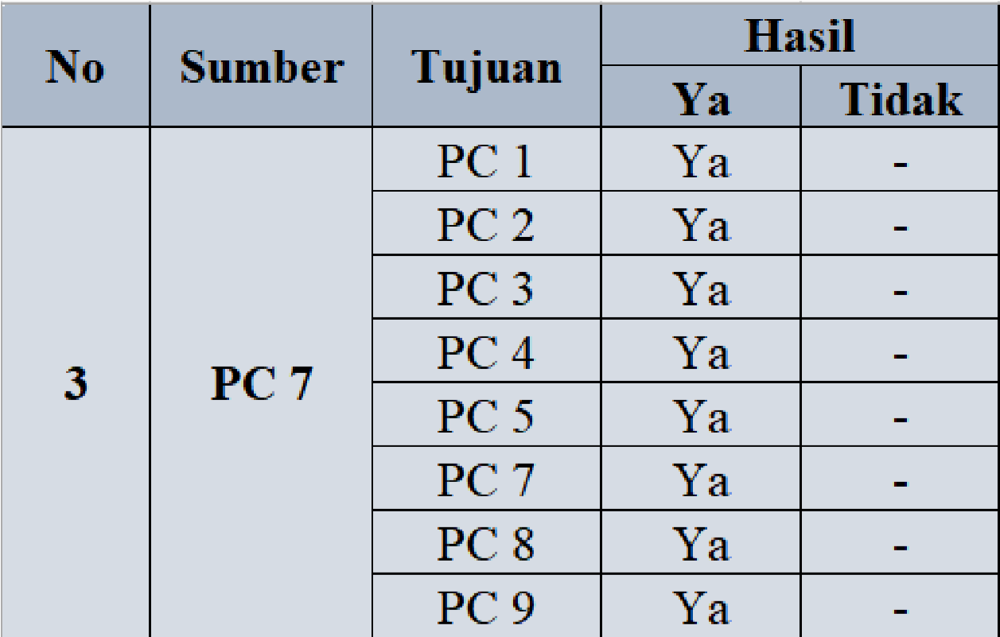 No Sumber Tujuan Hasil
Ya Tidak
3 PC 7 PC 1 Ya -
PC 2 Ya -
PC 3 Ya -
PC 4 Ya -
PC 5 Ya -
PC 7 Ya -
PC 8 Ya -
PC 9 Ya -